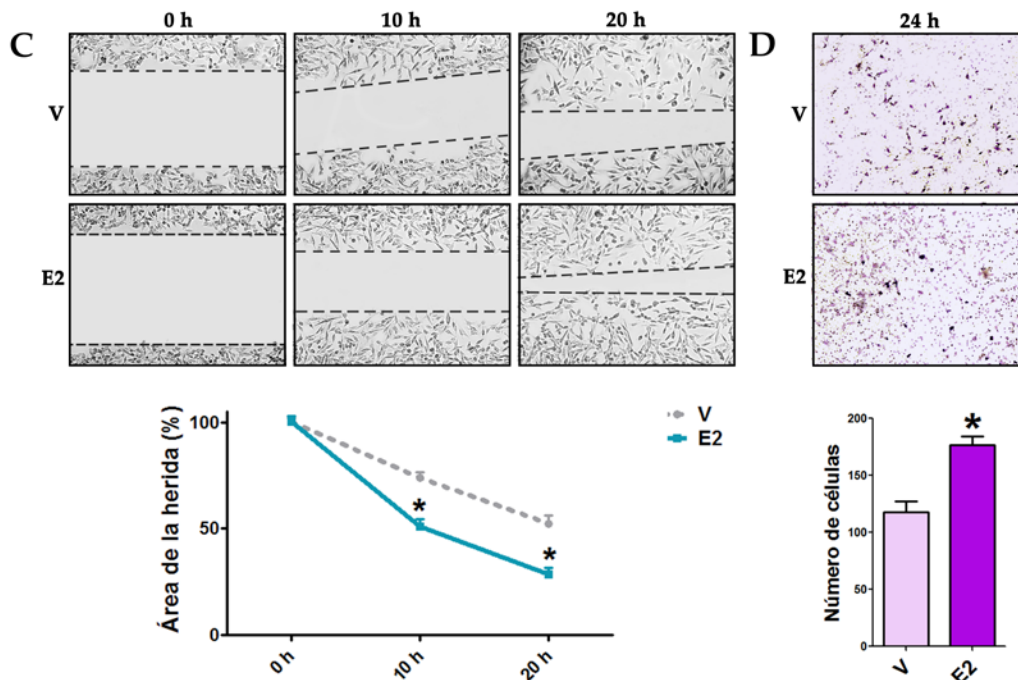 C
0 h
10 h
20 h
D
24 h
V
V
E2
E2
Área de la herida (%)
100
50
0
0 h
10 h
20 h
V
E2
*
*
Número de células
200
150
100
50
0
*
V
E2